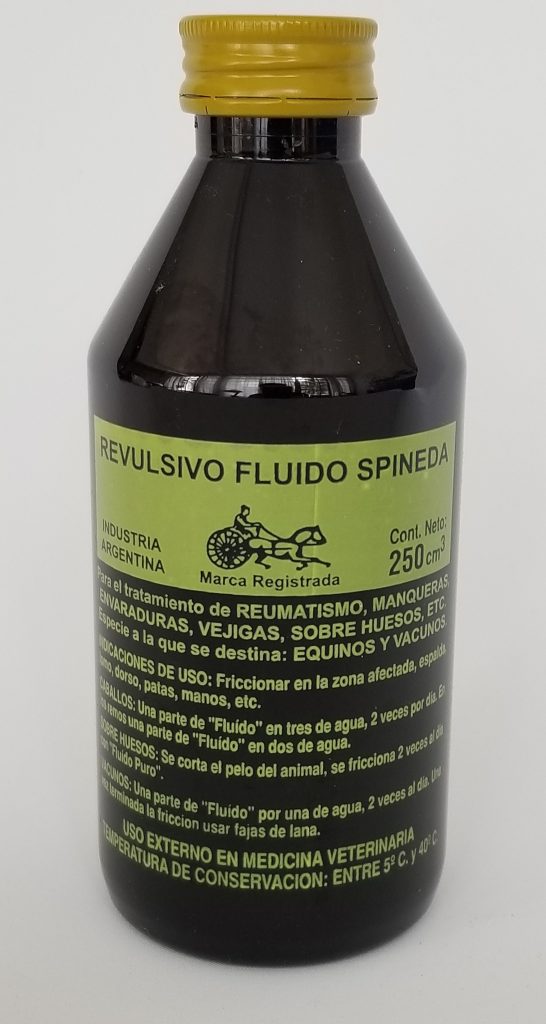 REVULSIVO FLUIDO SPINEDA
INDUSTRIA
ARGENTINA
Marca Registrada
Cont. Neto:
250 cm³
Para el tratamiento de REUMATISMO, MANQUERAS,
ENVARADURAS, VEJIGAS, SOBRE HUESOS, ETC.
Especie a la que se destina: EQUINOS Y VACUNOS.
INDICACIONES DE USO: Friccionar en la zona afectada, espalda,
lomo, dorso, patas, manos, etc.
CABALLOS: Una parte de "Fluído" en tres de agua, 2 veces por día. En
los remos una parte de "Fluído" en dos de agua.
SOBRE HUESOS: Se corta el pelo del animal, se fricciona 2 veces al día
con "Fluido Puro".
VACUNOS: Una parte de "Fluído" por una de agua, 2 veces al día. Una
vez terminada la friccion usar fajas de lana.
USO EXTERNO EN MEDICINA VETERINARIA
TEMPERATURA DE CONSERVACION: ENTRE 5º C. y 40º C.